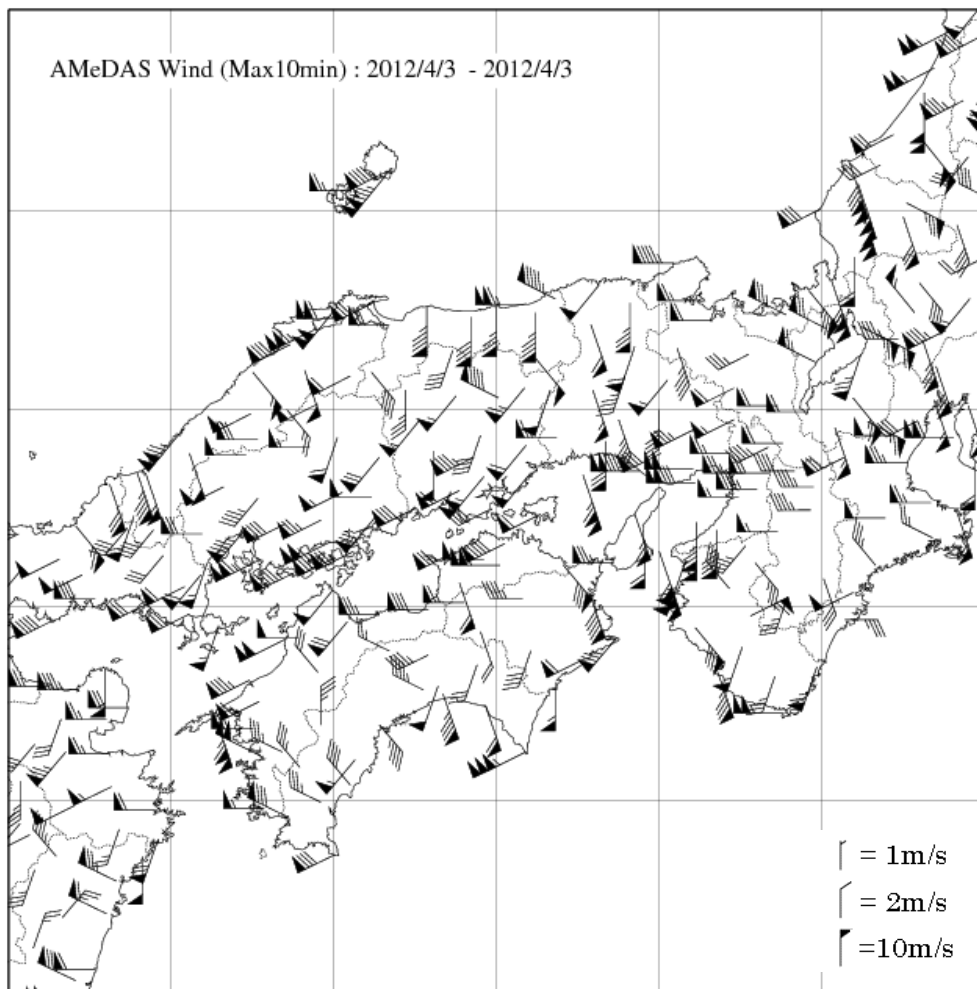 AMeDAS Wind (Max10min) : 2012/4/3 - 2012/4/3
= 1m/s
= 2m/s
=10m/s